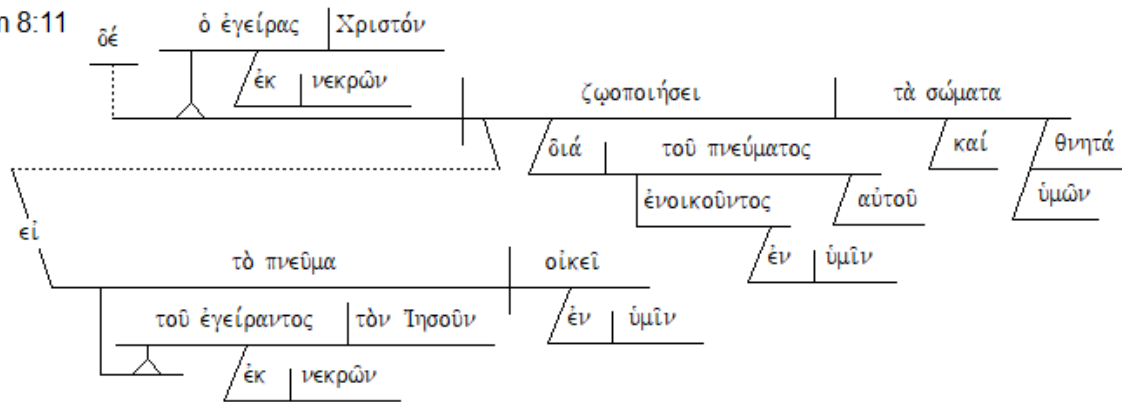 n 8:11
δέ
ὁ ἐγείρας Χριστόν
ἐκ νεκρῶν
ζῳοποιήσει τὰ σώματα
διά τοῦ πνεύματος καί θνητά
ἐνοικοῦντος αὐτοῦ ὑμών
εἰ
ἐν ὑμῖν
τὸ πνεῦμα οἰκεῖ
τοῦ ἐγείραντος τὸν Ἰησοῦν ἐν ὑμῖν
ἐκ νεκρῶν